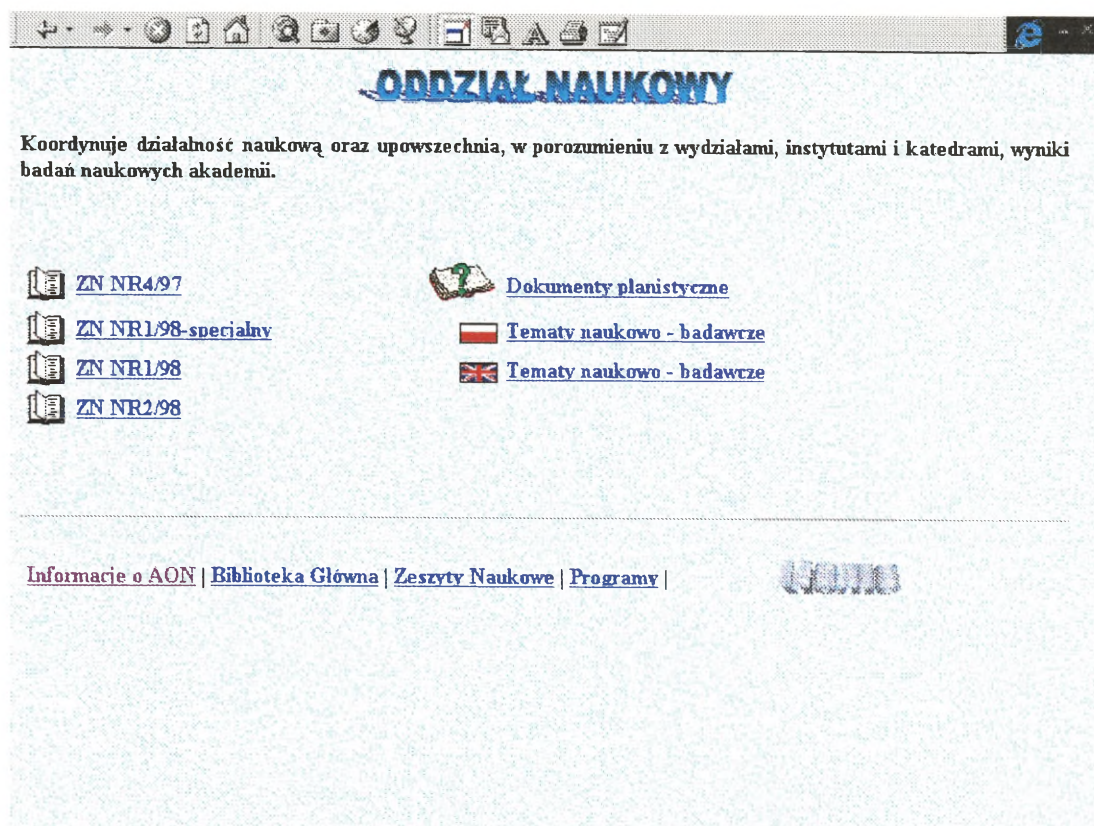 ODDZIAŁ NAUKOWY
Koordynuje działalność naukową oraz upowszechnia, w porozumieniu z wydziałami, instytutami i katedrami, wyniki
badań naukowych akademii.
ZN NR4/97
ZN NR1/98-specjalny
ZN NR1/98
ZN NR2/98
Dokumenty planistyczne
Tematy naukowo - badawcze
Tematy naukowo - badawcze
Informacje o AON | Biblioteka Główna | Zeszyty Naukowe | Programy |